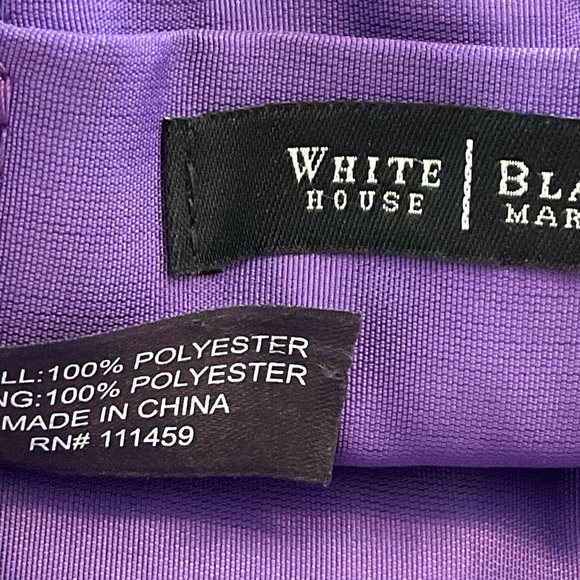 WHITE
HOUSE
BLA
MAR
LL:100% POLYESTER
NG:100% POLYESTER
MADE IN CHINA
RN# 111459